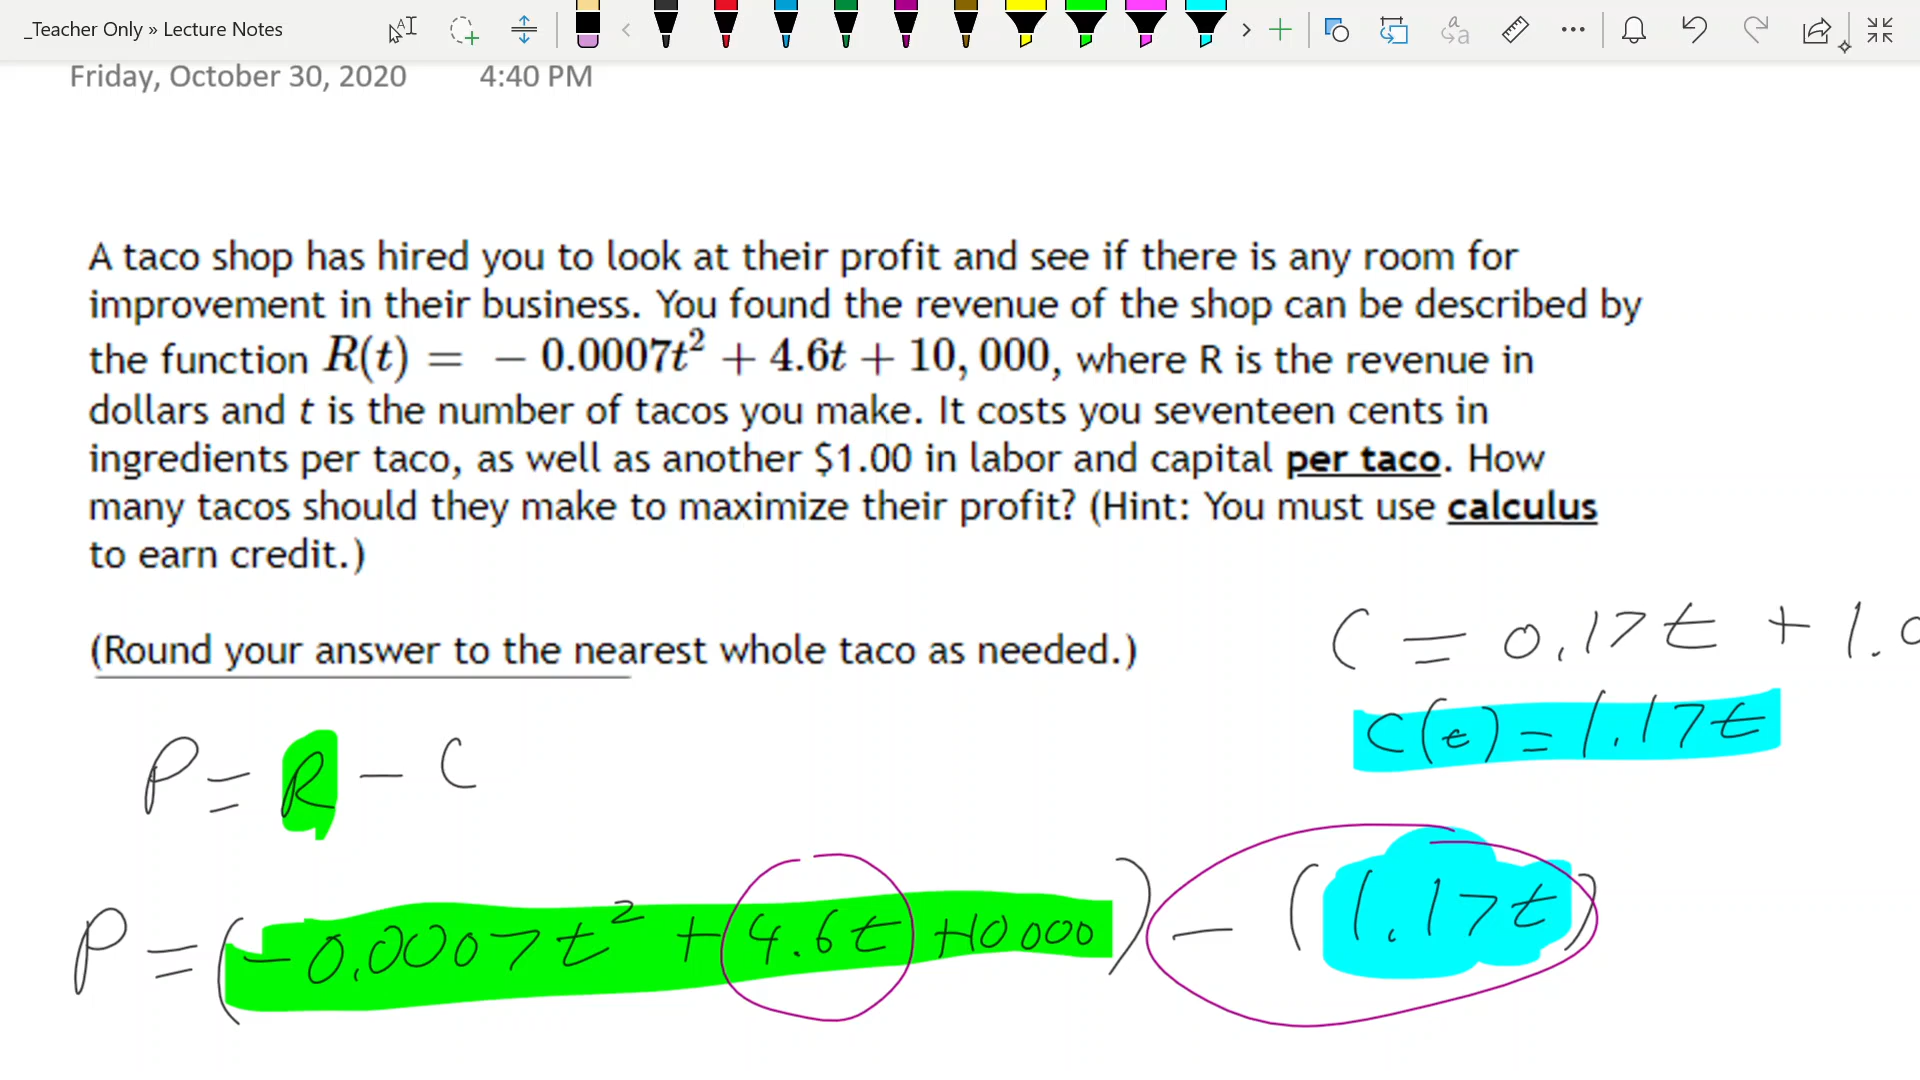 _Teacher Only » Lecture Notes
Friday, October 30, 2020 4:40 PM
A taco shop has hired you to look at their profit and see if there is any room for
improvement in their business. You found the revenue of the shop can be described by
the function R(t) = − 0.0007t² + 4.6t + 10, 000, where R is the revenue in
dollars and t is the number of tacos you make. It costs you seventeen cents in
ingredients per taco, as well as another $1.00 in labor and capital per taco. How
many tacos should they make to maximize their profit? (Hint: You must use calculus
to earn credit.)
(Round your answer to the nearest whole taco as needed.)
C = 0.17t + 1.0
C(t) = 1.17t
P = R − C
P = (−0.0007t² + 4.6t +10000) − (1.17t)